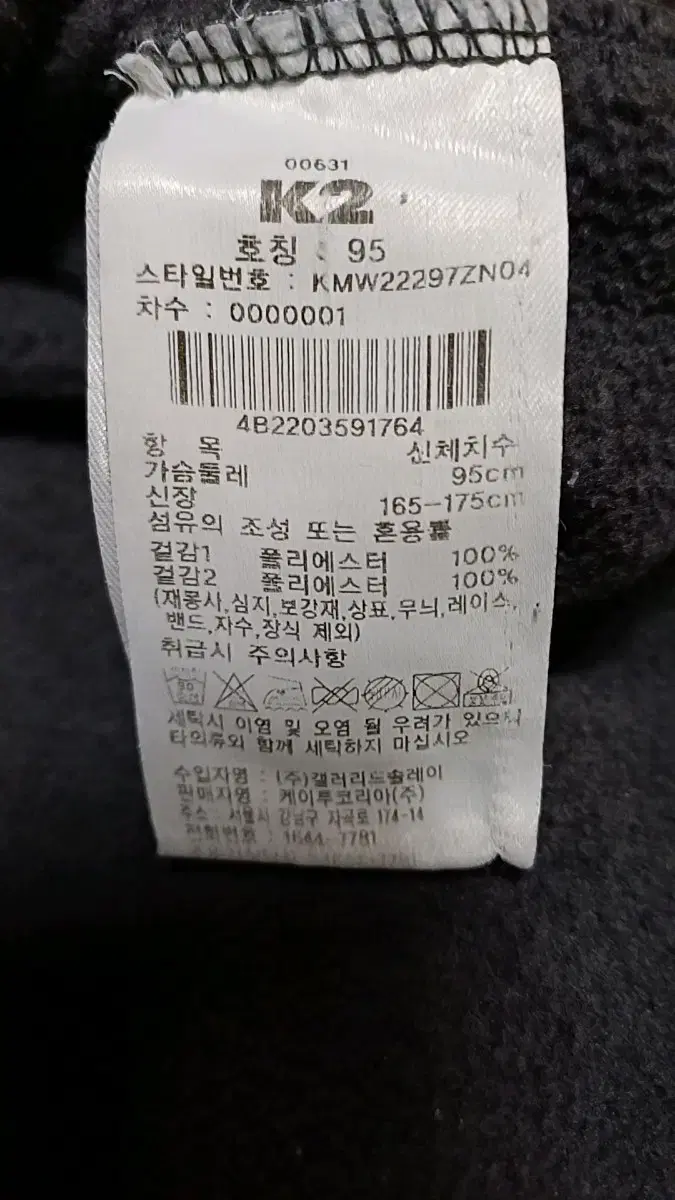 00631
K2
호칭 : 95
스타일번호 : KMW22297ZN04
차수 : 0000001
4B2203591764
항 목 신체치수
가슴둘레 95cm
신장 165-175cm
섬유의 조성 또는 혼용률
겉감1 폴리에스터 100%
겉감2 폴리에스터 100%
(재봉사,심지,보강재,상표,무늬,레이스,
밴드,자수,장식 제외)
취급시 주의사항
세탁시 이염 및 오염 될 우려가 있으니
타의류와 함께 세탁하지 마십시오
수입자명 : (주)갤러리드솔레이
판매자명 : 케이투코리아(주)
주소 : 서울시 강남구 자곡로 174-14
전화번호 : 1644-7781